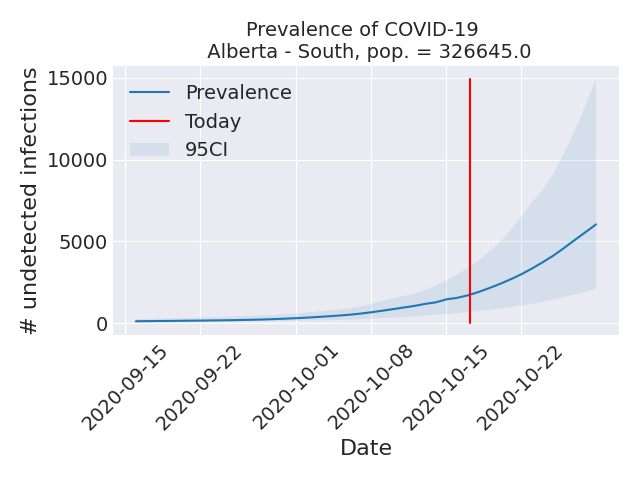 Prevalence of COVID-19
Alberta - South, pop. = 326645.0
# undetected infections
15000
10000
5000
0
Prevalence
Today
95CI
2020-09-15
2020-09-22
2020-10-01
2020-10-08
2020-10-15
2020-10-22
Date